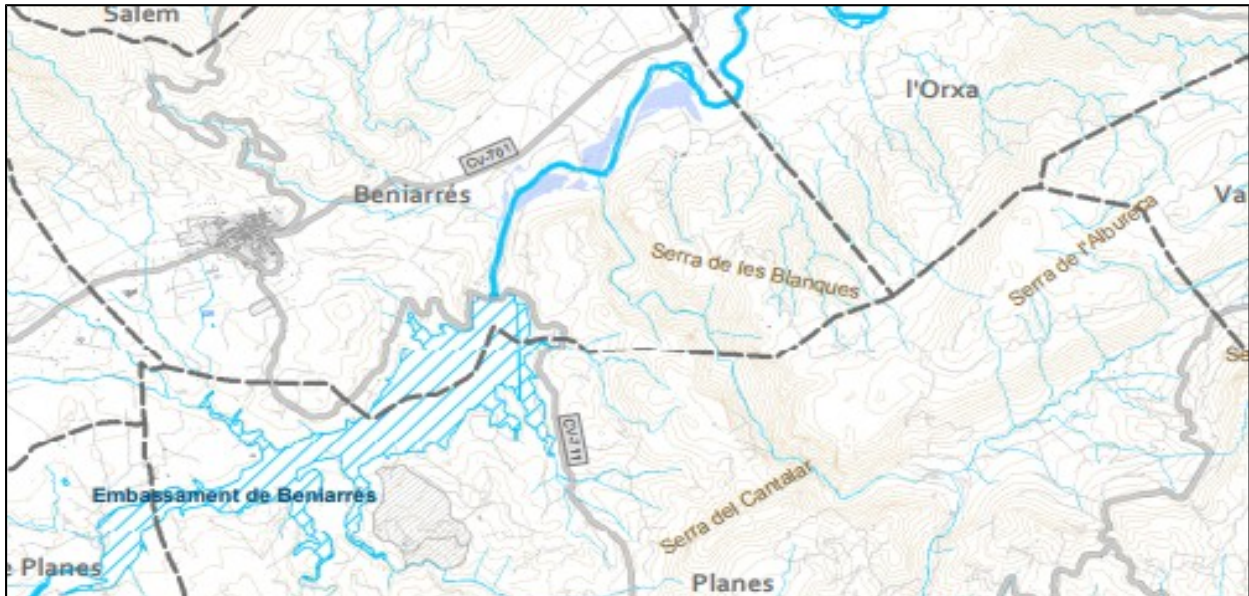 Salem
l'Orxa
CV-701
Beniarrés
Va
Serra de les Blanques
Serra de l'Albureca
Se
CV-711
Embassament de Beniarrés
Serra del Cantalar
e Planes
Planes